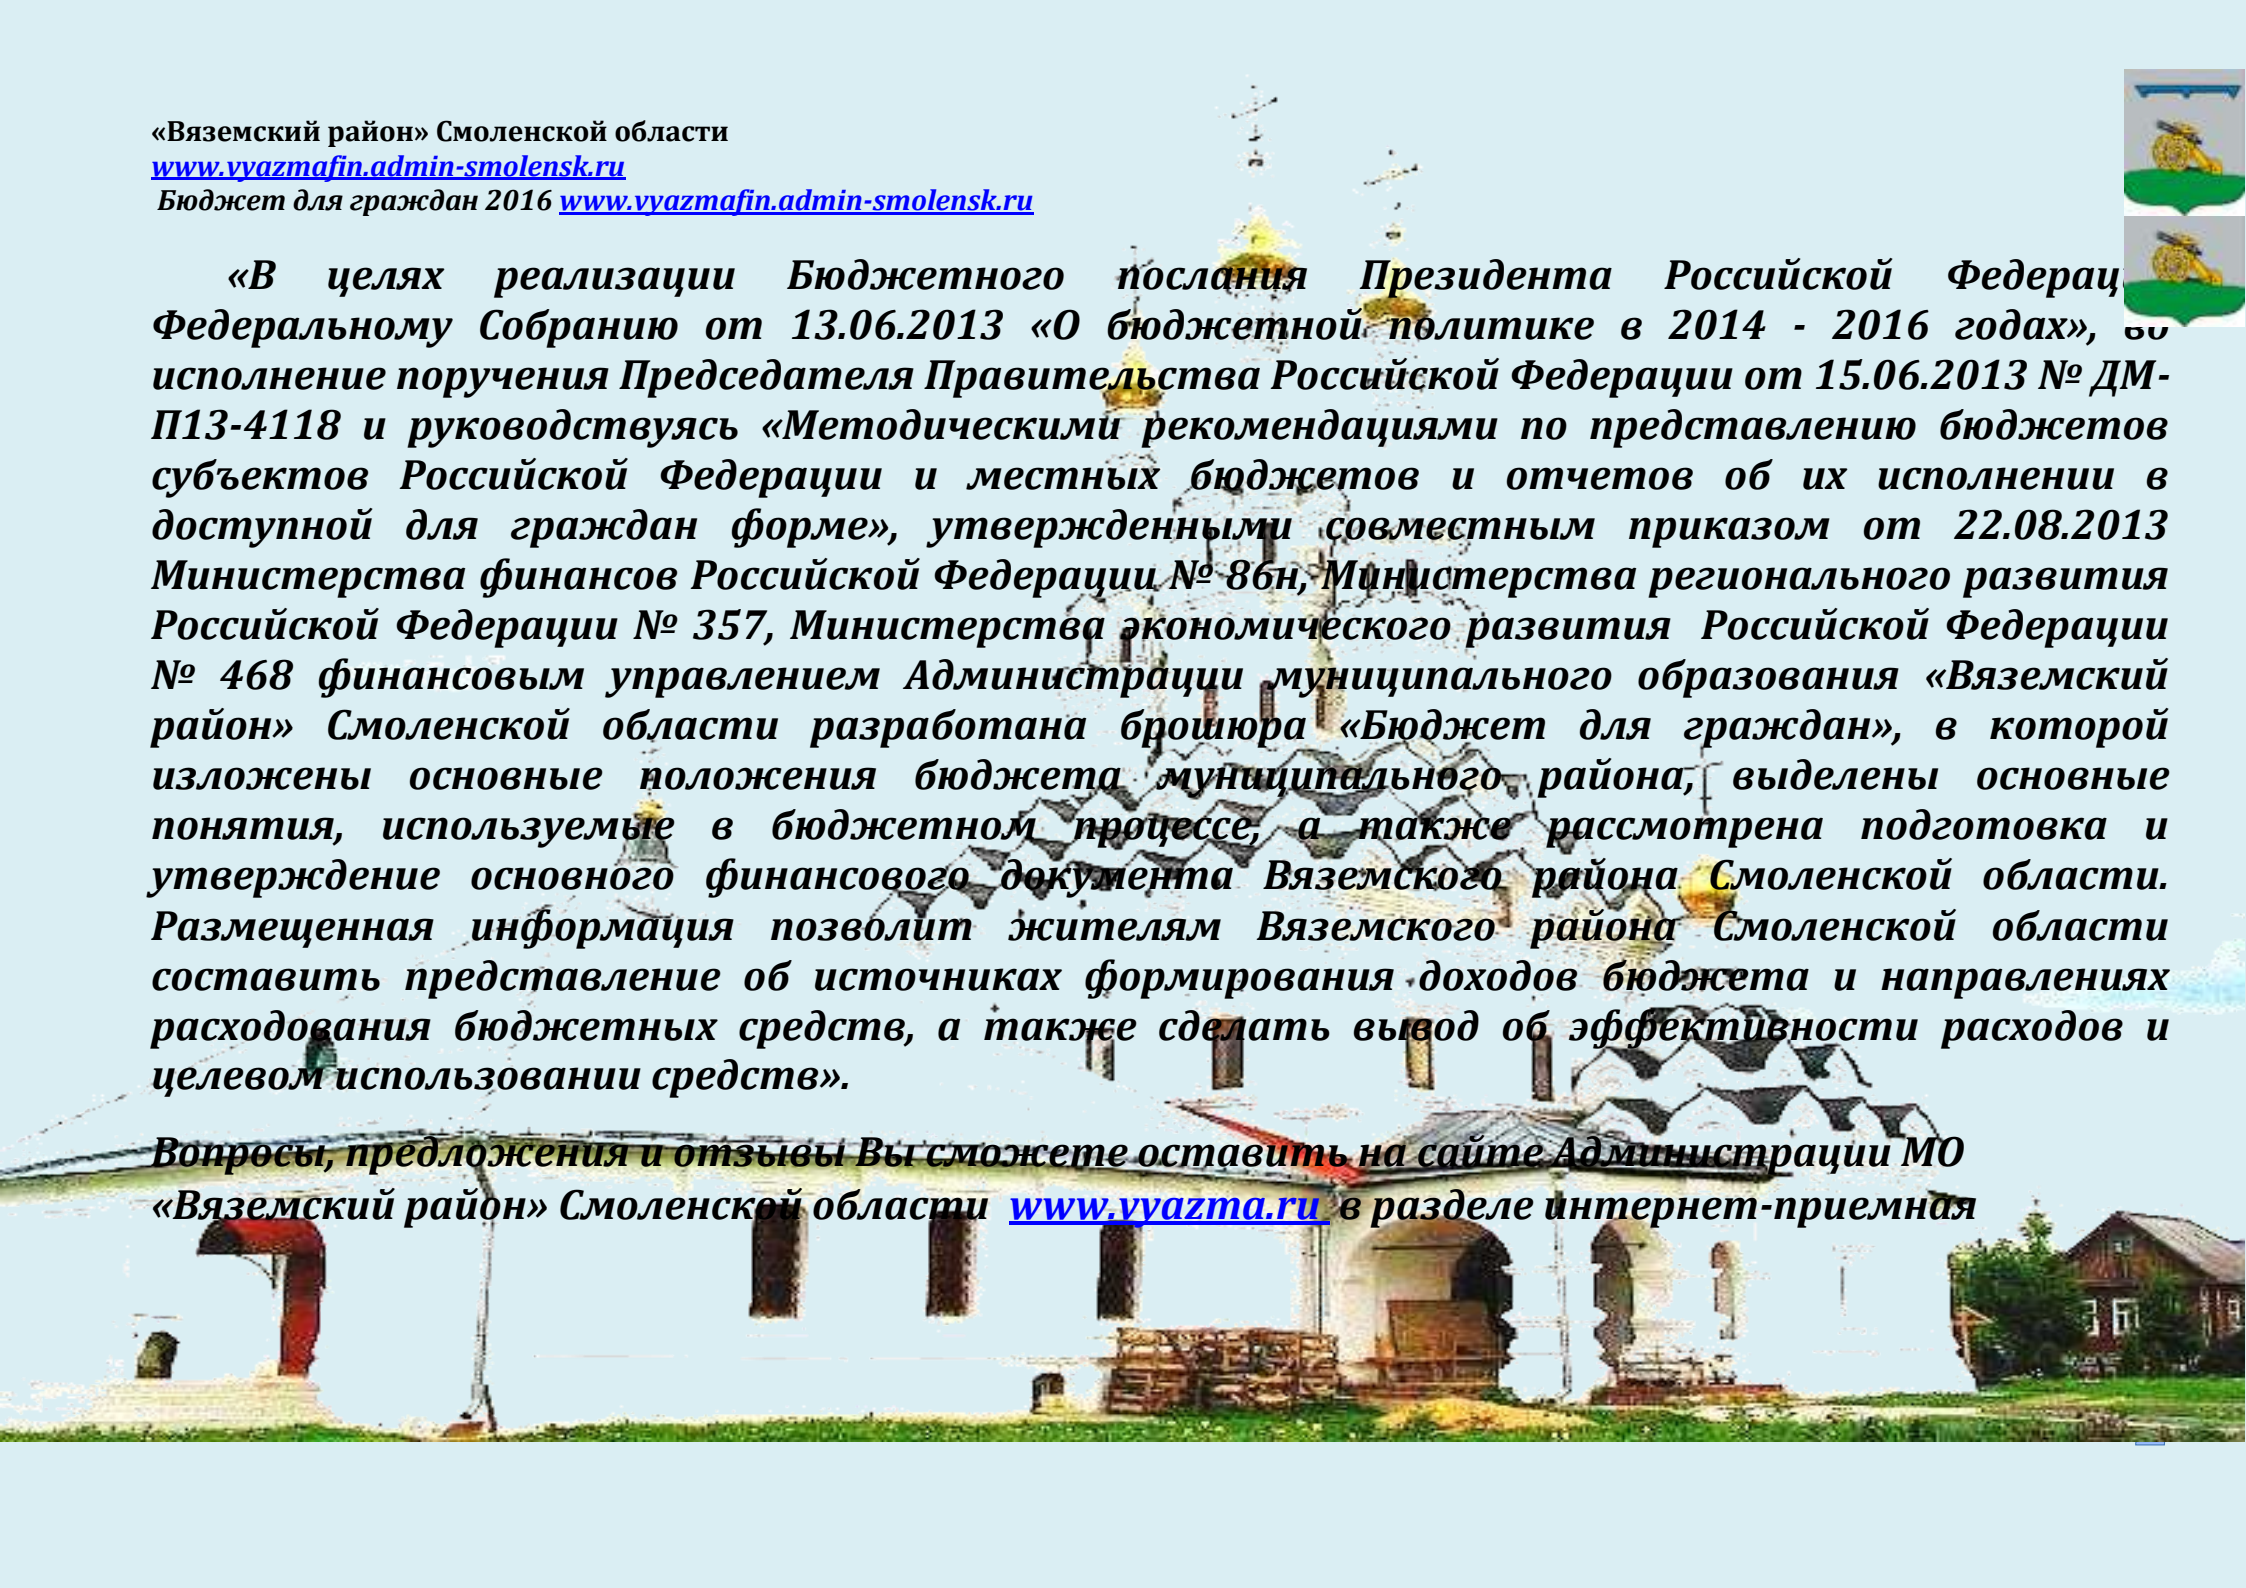 «Вяземский район» Смоленской области
www.vyazmafin.admin-smolensk.ru
Бюджет для граждан 2016 www.vyazmafin.admin-smolensk.ru
«В целях реализации Бюджетного послания Президента Российской
Федеральному Собранию от 13.06.2013 «О бюджетной политике в 2014 - 2016 годах», во
исполнение поручения Председателя Правительства Российской Федерации от 15.06.2013 № ДМ-
П13-4118 и руководствуясь «Методическими рекомендациями по представлению бюджетов
субъектов Российской Федерации и местных бюджетов и отчетов об их исполнении в
доступной для граждан форме», утвержденными совместным приказом от 22.08.2013
Министерства финансов Российской Федерации № 86н, Министерства регионального развития
Российской Федерации № 357, Министерства экономического развития Российской Федерации
№ 468 финансовым управлением Администрации муниципального образования «Вяземский
район» Смоленской области разработана брошюра «Бюджет для граждан», в которой
изложены основные положения бюджета муниципального района, выделены основные
понятия, используемые в бюджетном процессе, а также рассмотрена подготовка и
утверждение основного финансового документа Вяземского района Смоленской области.
Размещенная информация позволит жителям Вяземского района Смоленской области
составить представление об источниках формирования доходов бюджета и направлениях
расходования бюджетных средств, а также сделать вывод об эффективности расходов и
целевом использовании средств».
Вопросы, предложения и отзывы Вы сможете оставить на сайте Администрации МО
«Вяземский район» Смоленской области www.vyazma.ru в разделе интернет-приемная